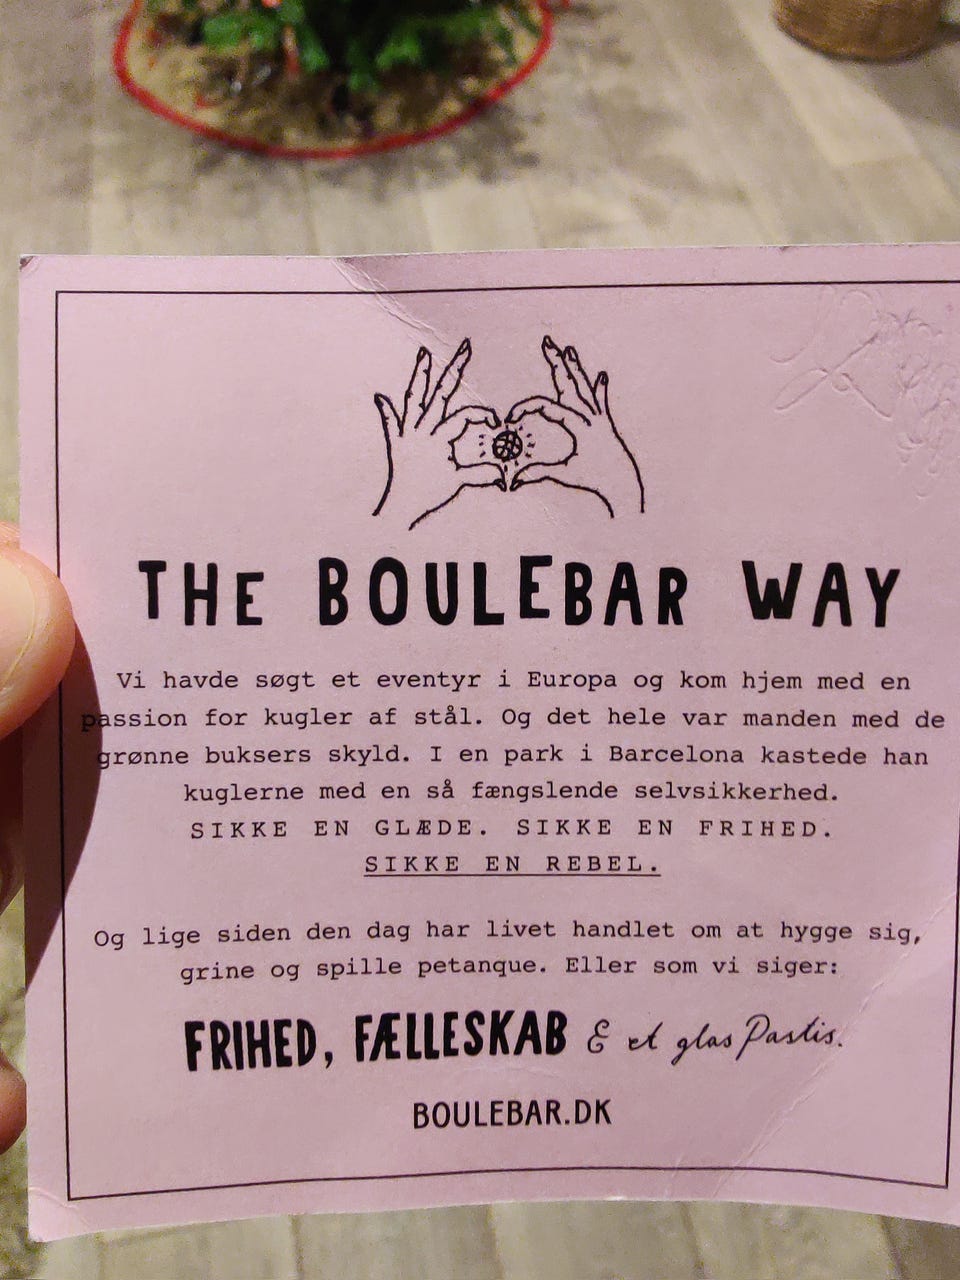 THE BOULEBAR WAY
Vi havde søgt et eventyr i Europa og kom hjem med en
passion for kugler af stål. Og det hele var manden med de
grønne buksers skyld. I en park i Barcelona kastede han
kuglerne med en så fængslende selvsikkerhed.
SIKKE EN GLÆDE. SIKKE EN FRIHED.
SIKKE EN REBEL.
Og lige siden den dag har livet handlet om at hygge sig,
grine og spille petanque. Eller som vi siger:
FRIHED, FÆLLESKAB & et glas Pastis.
BOULEBAR.DK